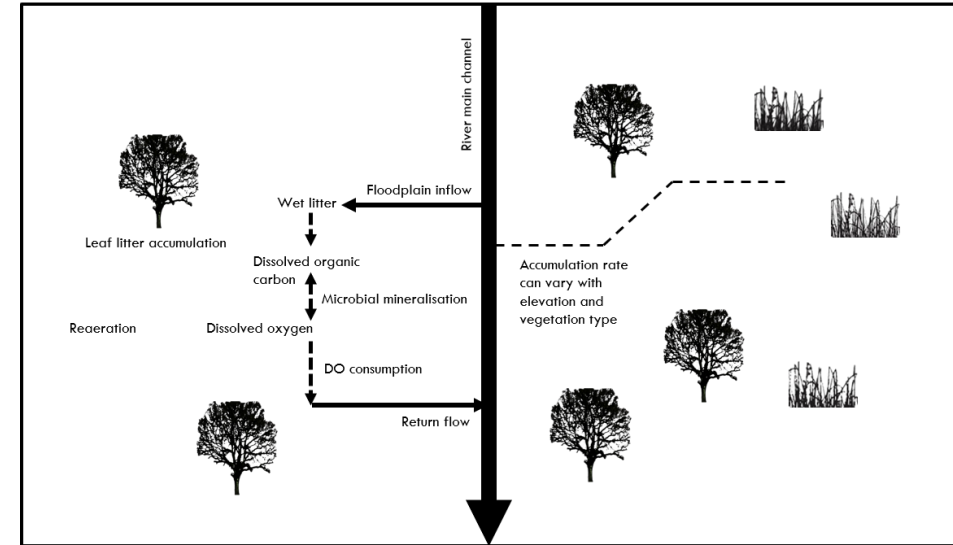 River main channel
Floodplain inflow
Wet litter
Leaf litter accumulation
Dissolved organic
carbon
Microbial mineralisation
Reaeration
Dissolved oxygen
DO consumption
Return flow
Accumulation rate
can vary with
elevation and
vegetation type